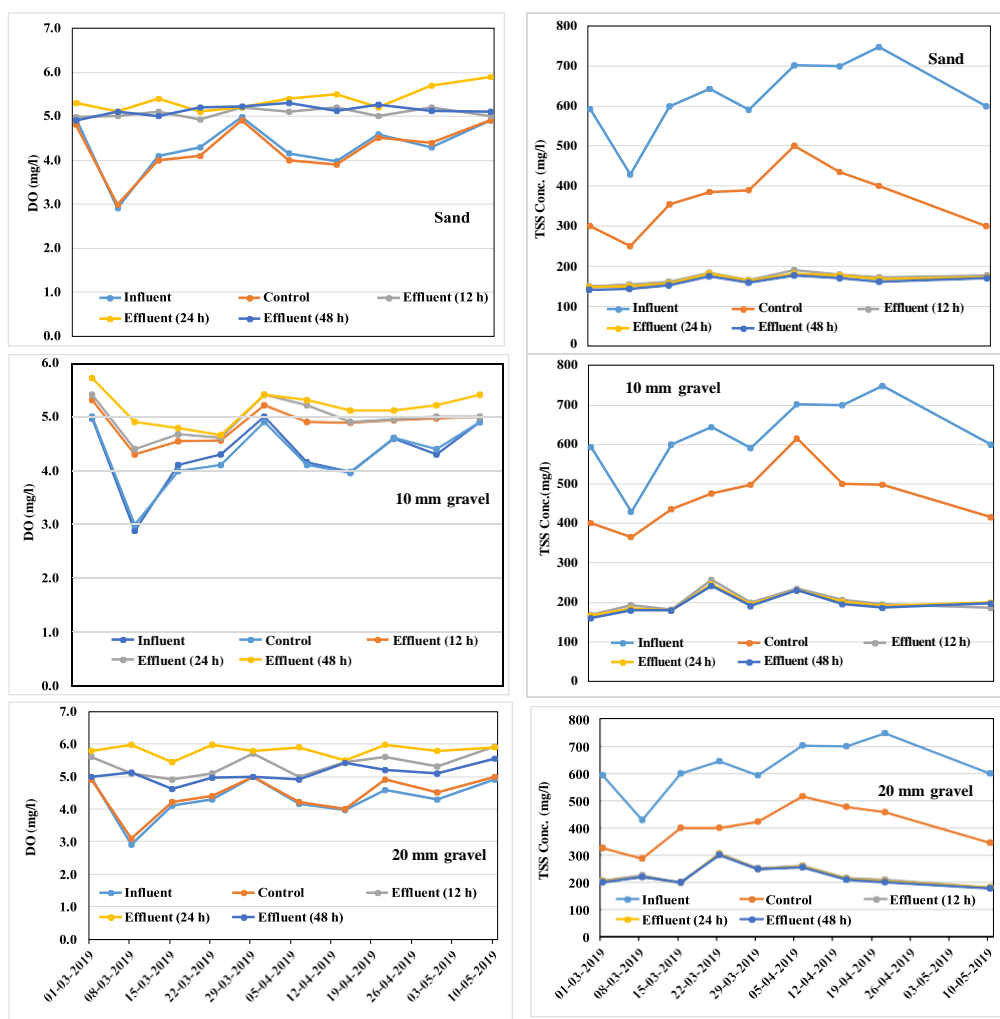 7.0
6.0
5.0
4.0
3.0
2.0
1.0
0.0
DO (mg/l)
Sand
Influent Control Effluent (12 h)
Effluent (24 h) Effluent (48 h)
800
700
600
500
400
300
200
100
0
TSS Conc. (mg/l)
Sand
Influent Control Effluent (12 h)
Effluent (24 h) Effluent (48 h)
6.0
5.0
4.0
3.0
2.0
1.0
0.0
DO (mg/l)
10 mm gravel
Influent Control Effluent (12 h)
Effluent (24 h) Effluent (48 h)
800
700
600
500
400
300
200
100
0
TSS Conc.(mg/l)
10 mm gravel
Influent Control Effluent (12 h)
Effluent (24 h) Effluent (48 h)
7.0
6.0
5.0
4.0
3.0
2.0
1.0
0.0
DO (mg/l)
20 mm gravel
Influent Control Effluent (12 h)
Effluent (24 h) Effluent (48 h)
01-03-2019 08-03-2019 15-03-2019 22-03-2019 29-03-2019 05-04-2019 12-04-2019 19-04-2019 26-04-2019 03-05-2019 10-05-2019
800
700
600
500
400
300
200
100
0
TSS Conc. (mg/l)
20 mm gravel
Influent Control Effluent (12 h)
Effluent (24 h) Effluent (48 h)
01-03-2019 08-03-2019 15-03-2019 22-03-2019 29-03-2019 05-04-2019 12-04-2019 19-04-2019 26-04-2019 03-05-2019 10-05-2019